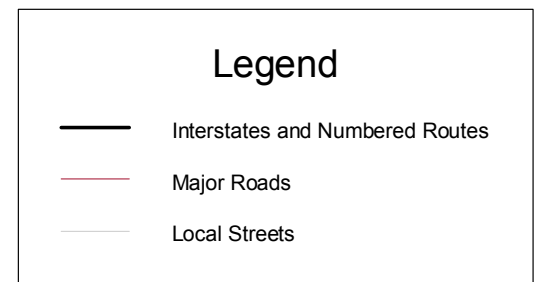 Legend
Interstates and Numbered Routes
Major Roads
Local Streets